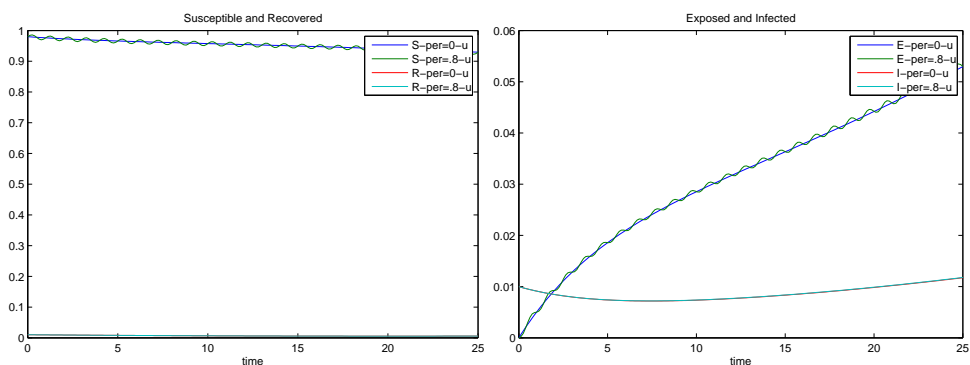 Susceptible and Recovered
1
0.9
0.8
0.7
0.6
0.5
0.4
0.3
0.2
0.1
0
0
5
10
15
20
25
time
S−per=0−u
S−per=.8−u
R−per=0−u
R−per=.8−u
Exposed and Infected
0.06
0.05
0.04
0.03
0.02
0.01
0
0
5
10
15
20
25
time
E−per=0−u
E−per=.8−u
I−per=0−u
I−per=.8−u